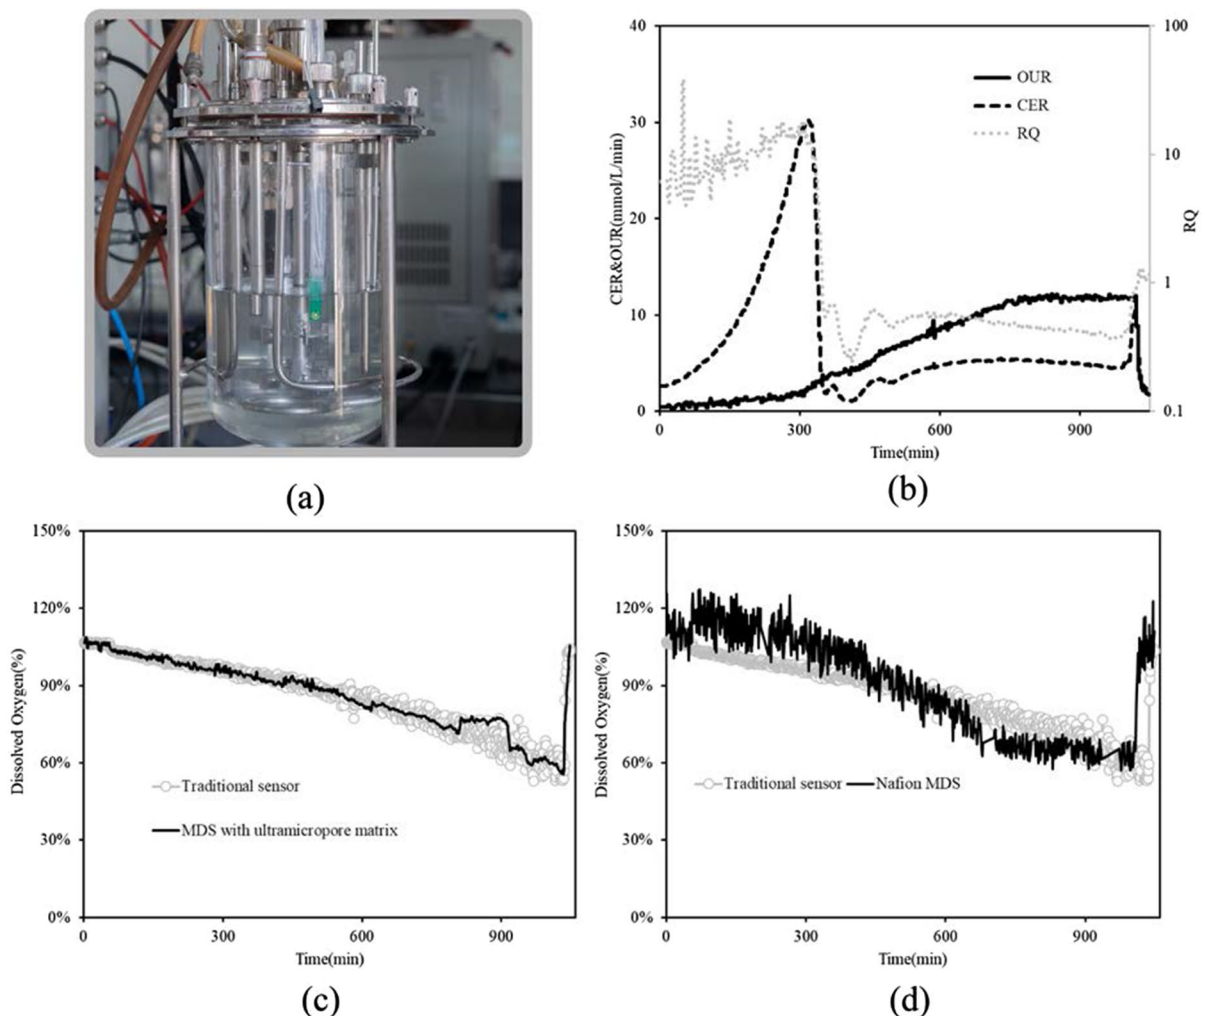 40
30
20
10
0
100
10
1
0.1
OUR
CER
RQ
CER&OUR(mmol/L/min)
RQ
0
300
600
900
Time(min)
(a)
(b)
150%
120%
90%
60%
30%
0%
Dissolved Oxygen(%)
Traditional sensor
MDS with ultramicropore matrix
0
300
600
900
Time(min)
(c)
150%
120%
90%
60%
30%
0%
Dissolved Oxygen(%)
Traditional sensor
Nafion MDS
0
300
600
900
Time(min)
(d)